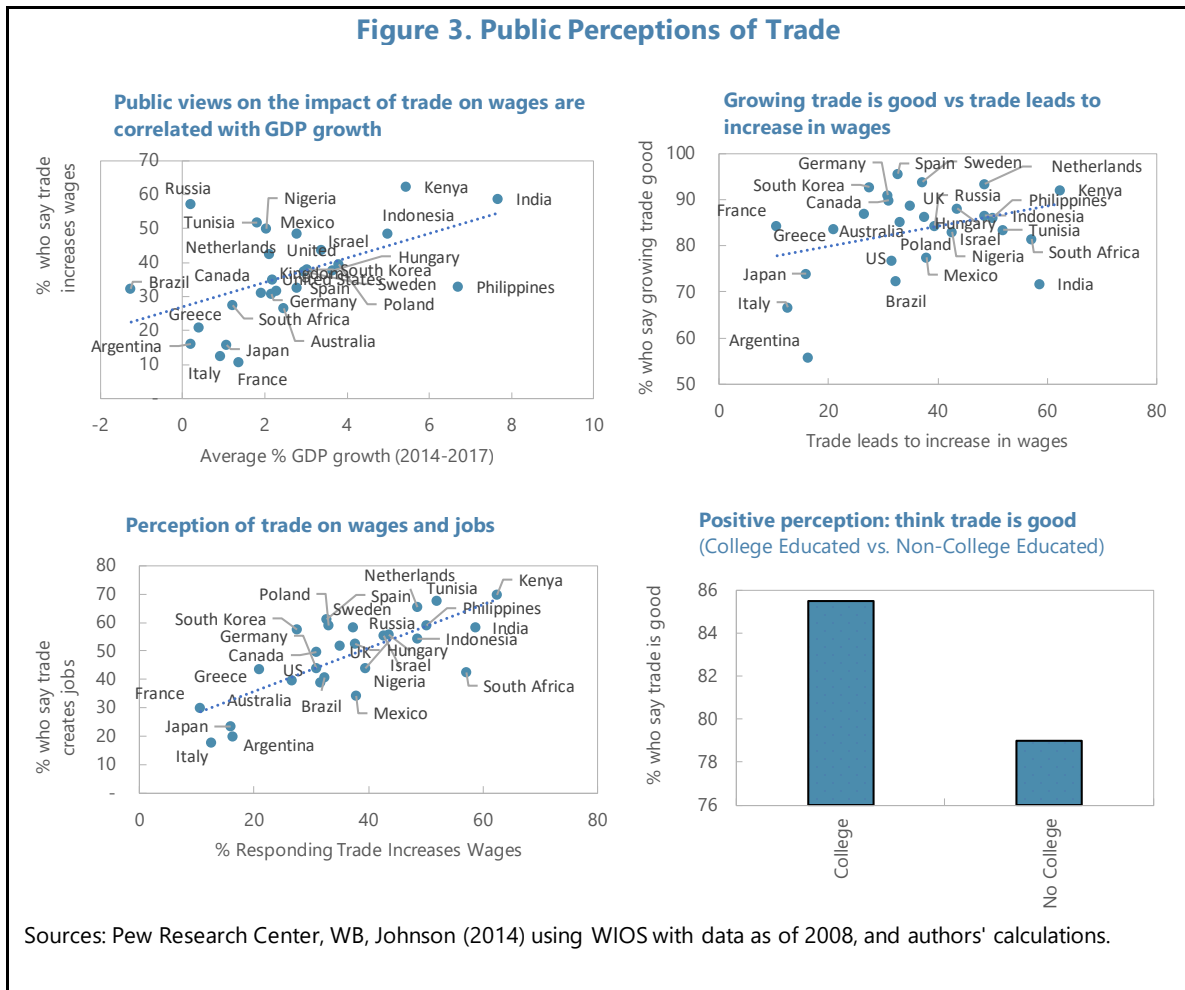 Figure 3. Public Perceptions of Trade
Public views on the impact of trade on wages are
correlated with GDP growth
% who say trade
increases wages
70
60
50
40
30
20
10
-
-2
0
2
4
6
8
10
Average % GDP growth (2014-2017)
Russia
Kenya
India
Nigeria
Indonesia
Tunisia
Mexico
Israel
Netherlands
United
Hungary
Canada
Kingdom
South Korea
United States
Sweden
Brazil
Spain
Philippines
Germany
Poland
Greece
South Africa
Argentina
Japan
Australia
Italy
France
Growing trade is good vs trade leads to
increase in wages
% who say growing trade good
100
90
80
70
60
50
0
20
40
60
80
Trade leads to increase in wages
Germany
Spain
Sweden
Netherlands
South Korea
Canada
UK
Russia
Kenya
Philippines
France
Indonesia
Greece
Australia
Hungary
Tunisia
Poland
Israel
South Africa
US
Nigeria
Japan
Mexico
India
Italy
Brazil
Argentina
Perception of trade on wages and jobs
% who say trade
creates jobs
80
70
60
50
40
30
20
10
-
0
20
40
60
80
% Responding Trade Increases Wages
Netherlands
Kenya
Poland
Spain
Tunisia
South Korea
Sweden
Philippines
Germany
Russia
India
Canada
UK
Hungary
Indonesia
Greece
US
Israel
Nigeria
South Africa
France
Australia
Brazil
Mexico
Japan
Argentina
Italy
Positive perception: think trade is good
(College Educated vs. Non-College Educated)
% who say trade is good
86
84
82
80
78
76
College
No College
Sources: Pew Research Center, WB, Johnson (2014) using WIOS with data as of 2008, and authors' calculations.